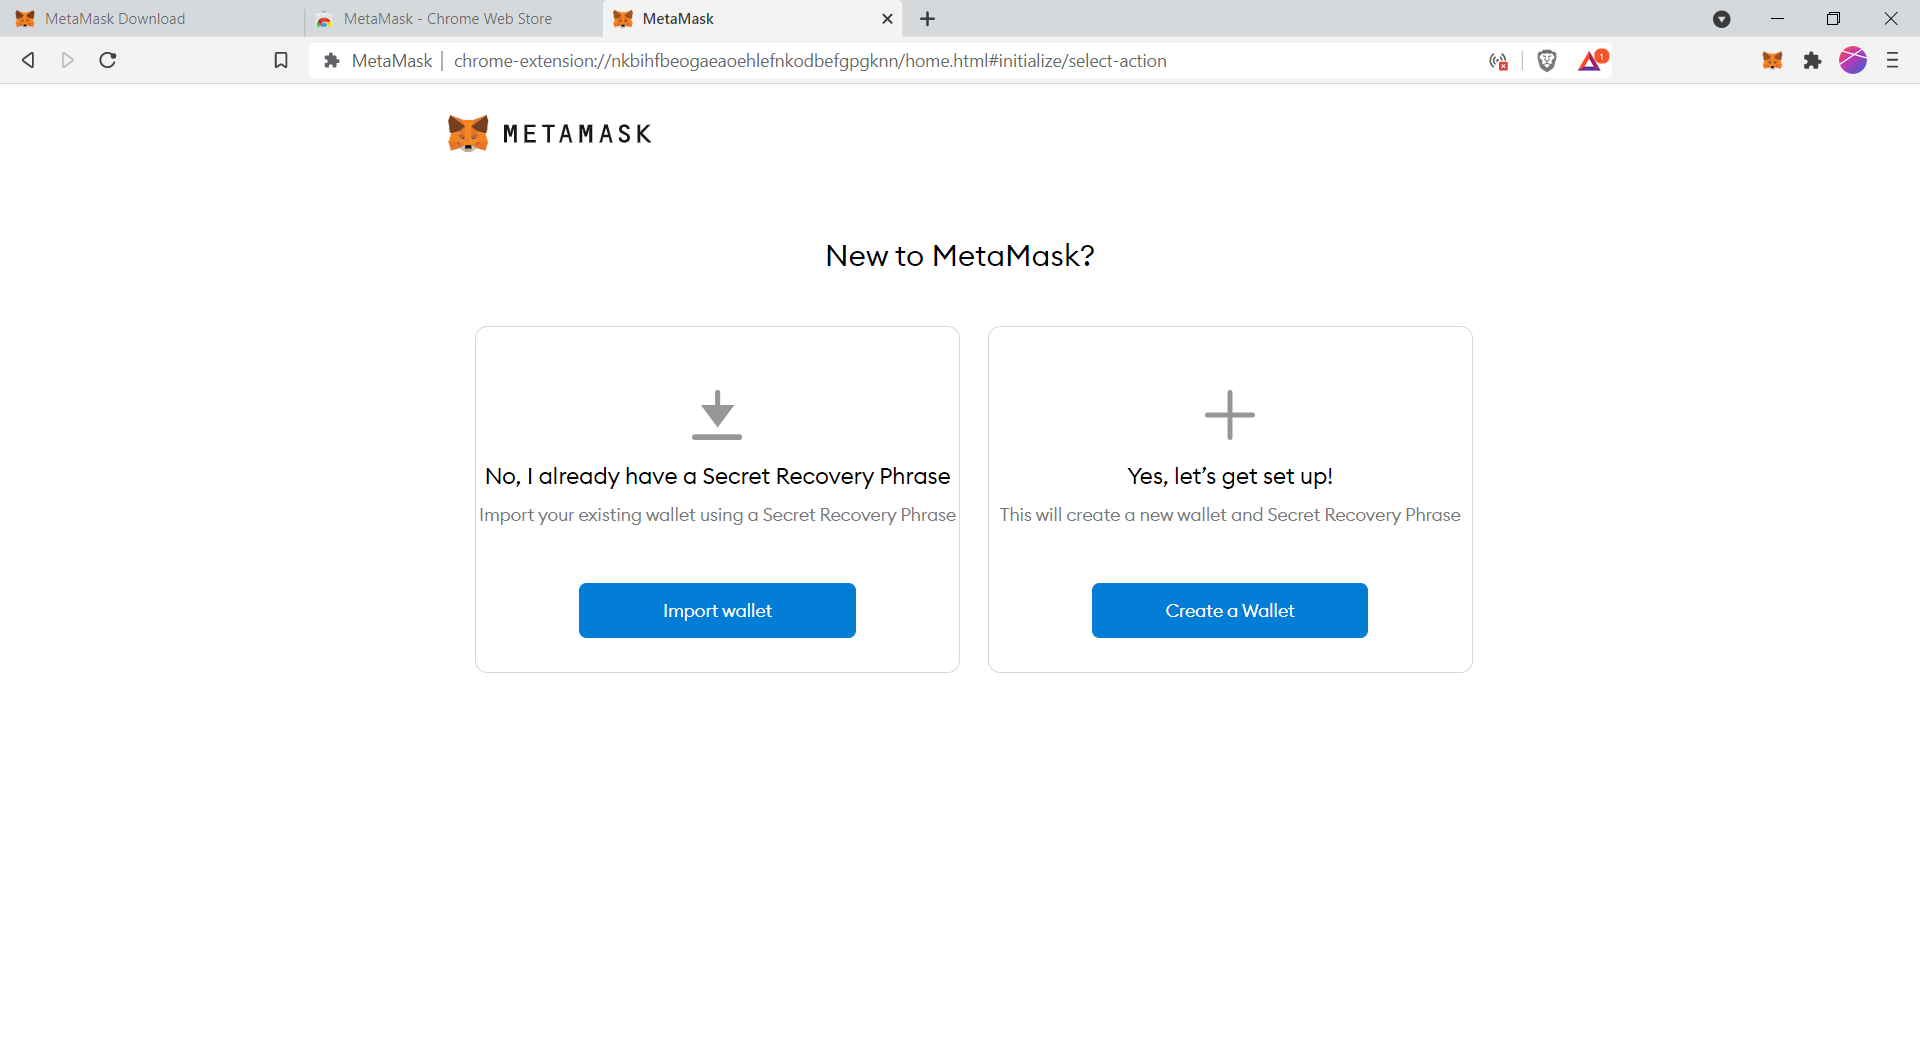 MetaMask Download
MetaMask - Chrome Web Store
MetaMask
MetaMask | chrome-extension://nkbihfbeogaeaoehlefnkodbefgpgknn/home.html#initialize/select-action
1
METAMASK
New to MetaMask?
No, I already have a Secret Recovery Phrase
Import your existing wallet using a Secret Recovery Phrase
Import wallet
Yes, let’s get set up!
This will create a new wallet and Secret Recovery Phrase
Create a Wallet